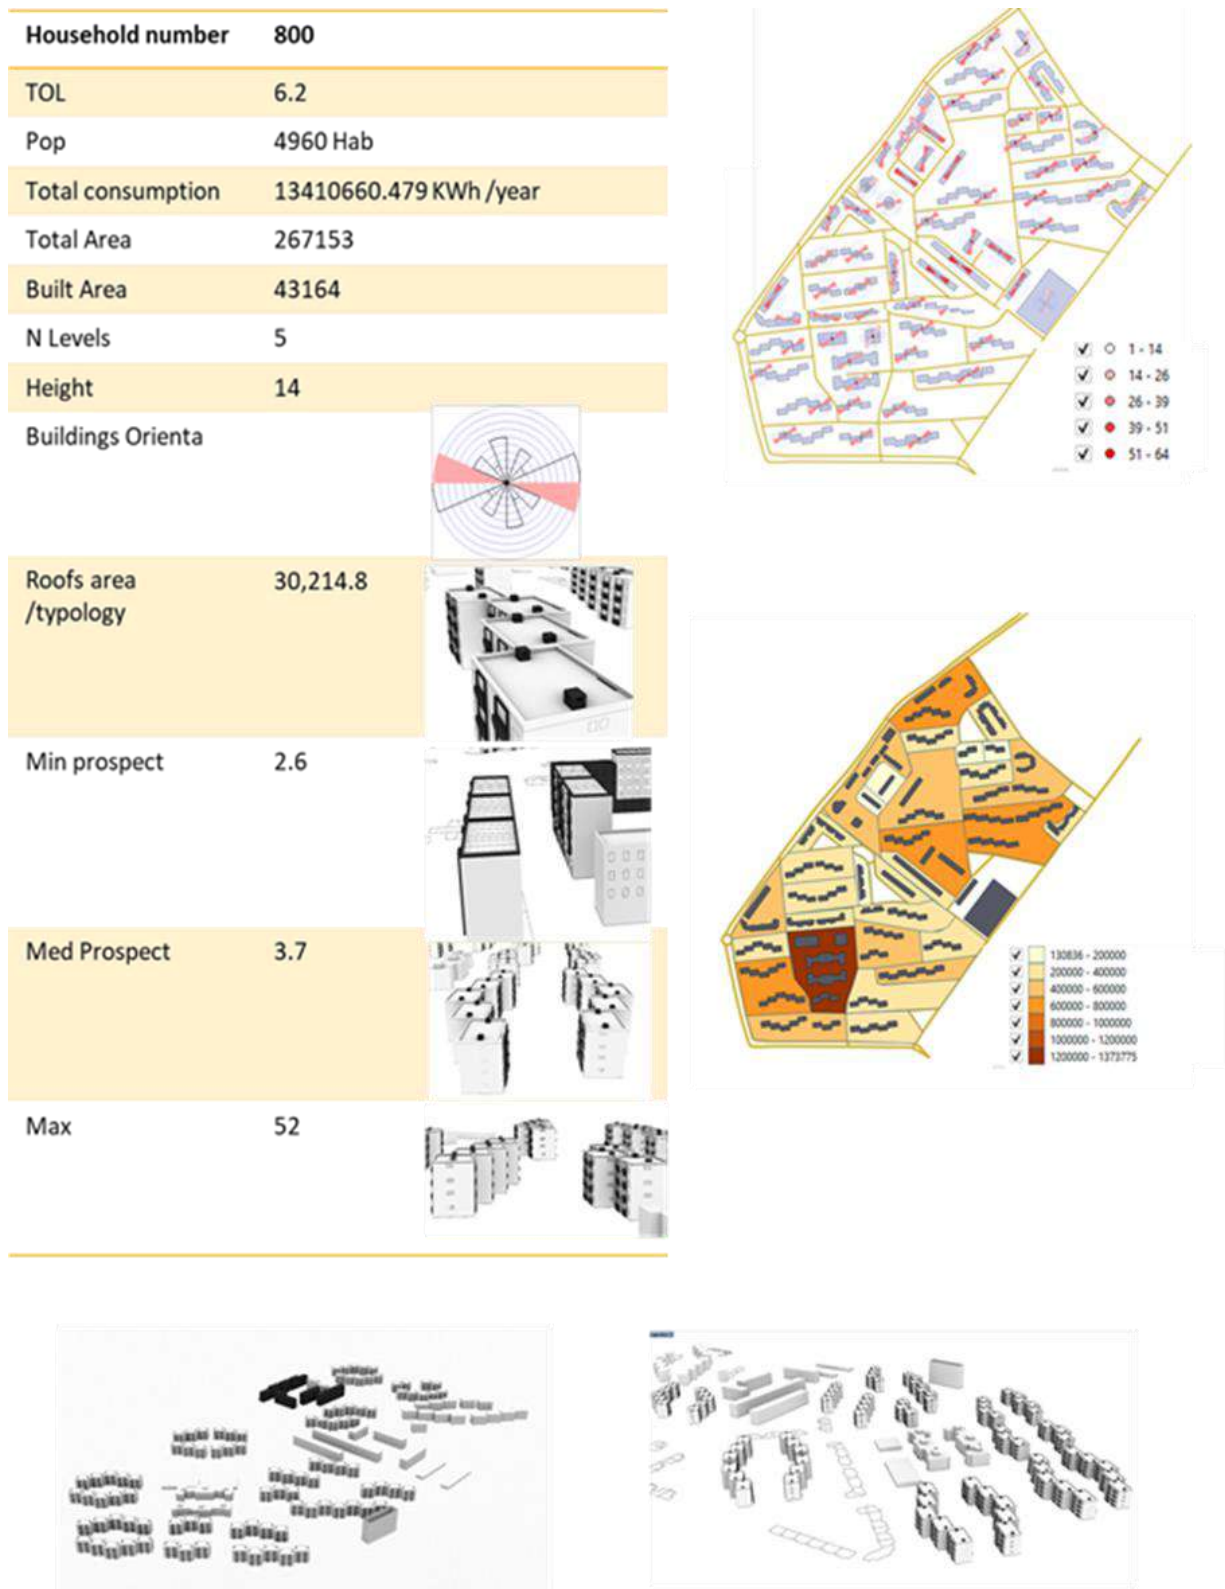 Household number 800
TOL 6.2
Pop 4960 Hab
Total consumption 13410660.479 KWh /year
Total Area 267153
Built Area 43164
N Levels 5
Height 14
Buildings Orienta
Roofs area 30,214.8
/typology
Min prospect 2.6
Med Prospect 3.7
Max 52
1 - 14
14 - 26
26 - 39
39 - 51
51 - 64
130836 - 200000
200000 - 400000
400000 - 600000
600000 - 800000
800000 - 1000000
1000000 - 1200000
1200000 - 1373775